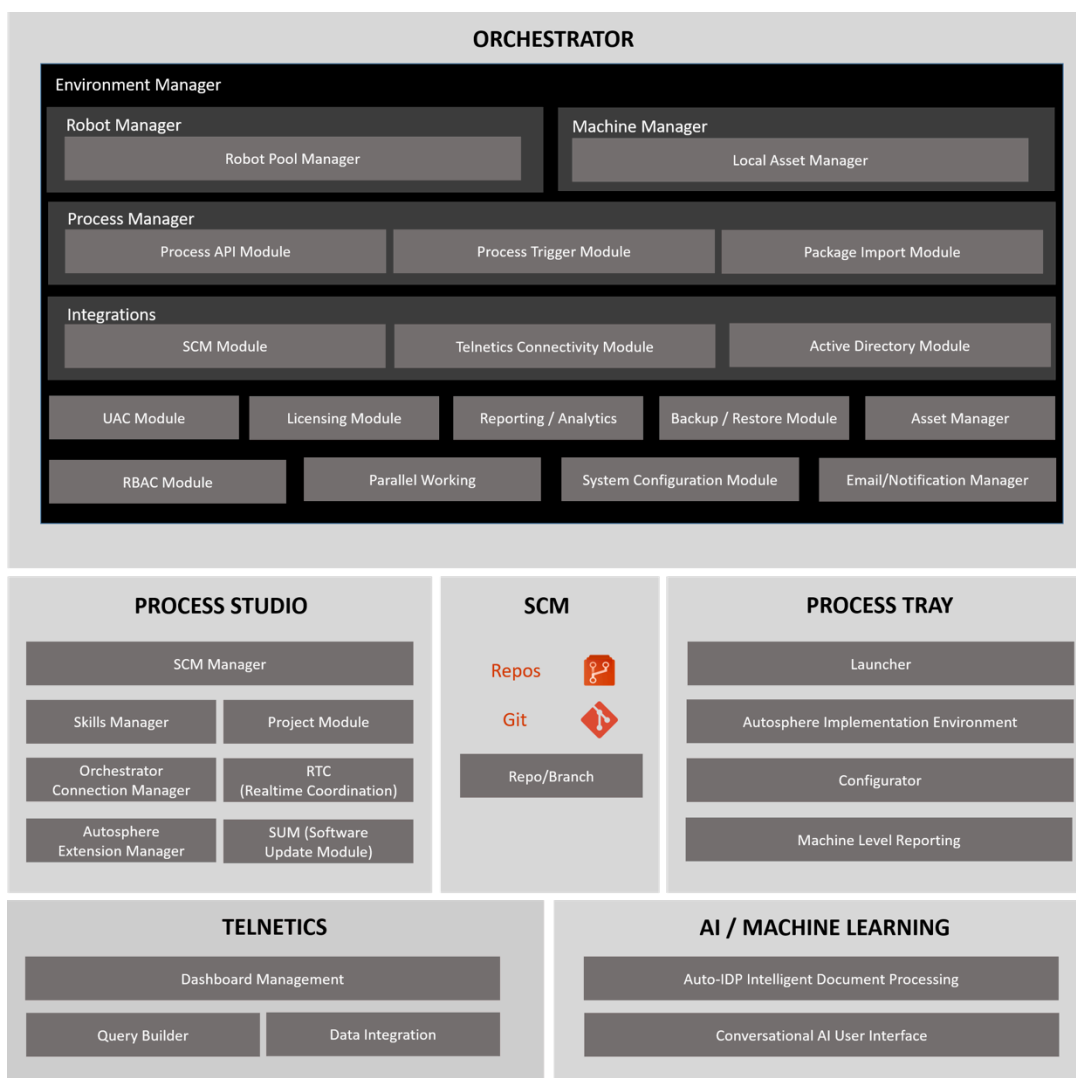 ORCHESTRATOR
Environment Manager
Robot Manager
Machine Manager
Robot Pool Manager
Local Asset Manager
Process Manager
Process API Module
Process Trigger Module
Package Import Module
Integrations
SCM Module
Telnetics Connectivity Module
Active Directory Module
UAC Module
Licensing Module
Reporting / Analytics
Backup / Restore Module
Asset Manager
RBAC Module
Parallel Working
System Configuration Module
Email/Notification Manager
PROCESS STUDIO
SCM Manager
Skills Manager
Project Module
Orchestrator
Connection Manager
RTC
(Realtime Coordination)
Autosphere
Extension Manager
SUM (Software
Update Module)
SCM
Repos
Git
Repo/Branch
PROCESS TRAY
Launcher
Autosphere Implementation Environment
Configurator
Machine Level Reporting
TELNETICS
Dashboard Management
Query Builder
Data Integration
AI / MACHINE LEARNING
Auto-IDP Intelligent Document Processing
Conversational AI User Interface